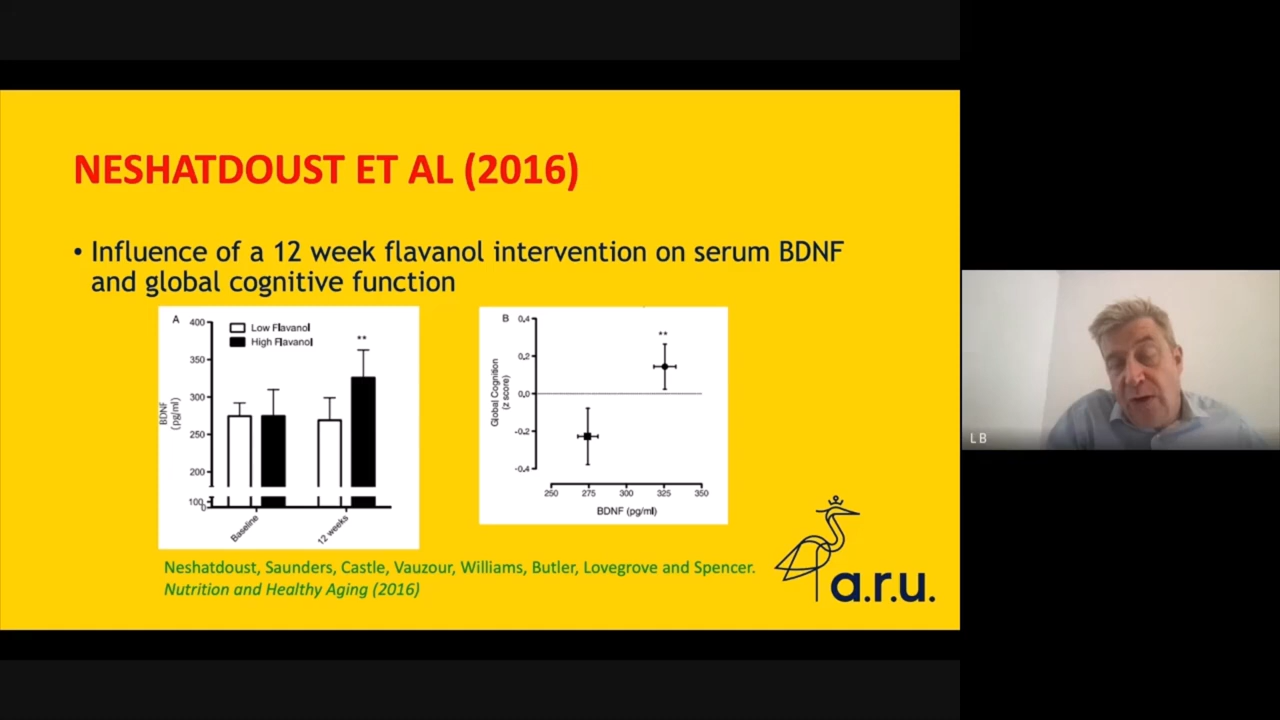 NESHATDOUST ET AL (2016)
• Influence of a 12 week flavanol intervention on serum BDNF
and global cognitive function
A
400
350
300
250
200
100
0
BDNF
(pg/ml)
Low Flavanol
High Flavanol
**
Baseline
12 weeks
B
0.4
0.2
0.0
-0.2
-0.4
Global Cognition
(z score)
**
250 275 300 325 350
BDNF (pg/ml)
Neshatdoust, Saunders, Castle, Vauzour, Williams, Butler, Lovegrove and Spencer.
Nutrition and Healthy Aging (2016)
a.r.u.
L B